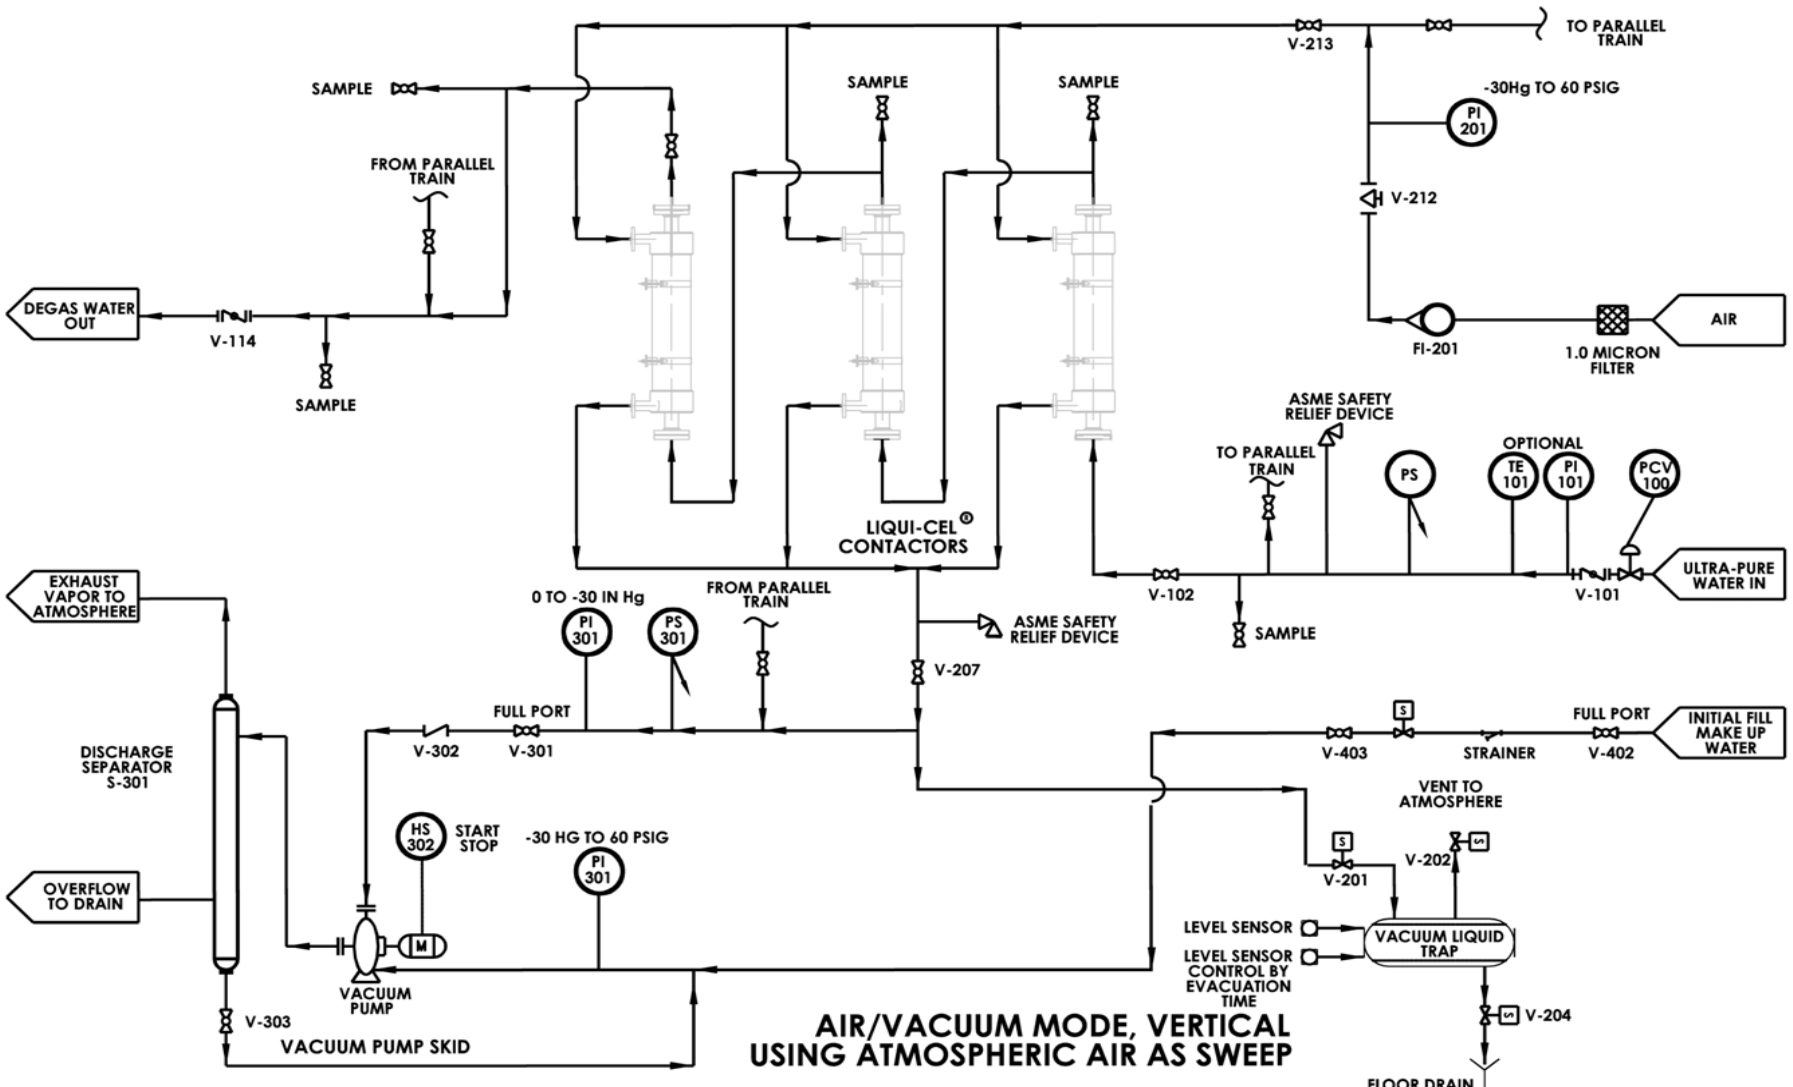 TO PARALLEL
TRAIN
V-213
-30Hg TO 60 PSIG
PI
201
SAMPLE
SAMPLE
SAMPLE
FROM PARALLEL
TRAIN
V-212
DEGAS WATER
OUT
V-114
SAMPLE
AIR
FI-201
1.0 MICRON
FILTER
ASME SAFETY
RELIEF DEVICE
TO PARALLEL
TRAIN
PS
OPTIONAL
TE
101
PI
101
PCV
100
LIQUI-CEL®
CONTACTORS
ULTRA-PURE
WATER IN
V-102
V-101
SAMPLE
EXHAUST
VAPOR TO
ATMOSPHERE
0 TO -30 IN Hg
PI
301
PS
301
FROM PARALLEL
TRAIN
ASME SAFETY
RELIEF DEVICE
V-207
FULL PORT
V-302
V-301
S
V-403
STRAINER
FULL PORT
V-402
INITIAL FILL
MAKE UP
WATER
DISCHARGE
SEPARATOR
S-301
VENT TO
ATMOSPHERE
HS
302
START
STOP
-30 HG TO 60 PSIG
PI
301
S
V-201
V-202
S
OVERFLOW
TO DRAIN
M
VACUUM
PUMP
LEVEL SENSOR
LEVEL SENSOR
CONTROL BY
EVACUATION
TIME
VACUUM LIQUID
TRAP
V-303
VACUUM PUMP SKID
S
V-204
AIR/VACUUM MODE, VERTICAL
USING ATMOSPHERIC AIR AS SWEEP
FLOOR DRAIN